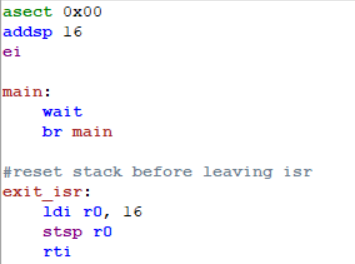 asect 0x00
addsp 16
ei
main:
wait
br main
#reset stack before leaving isr
exit_isr:
ldi r0, 16
stsp r0
rti